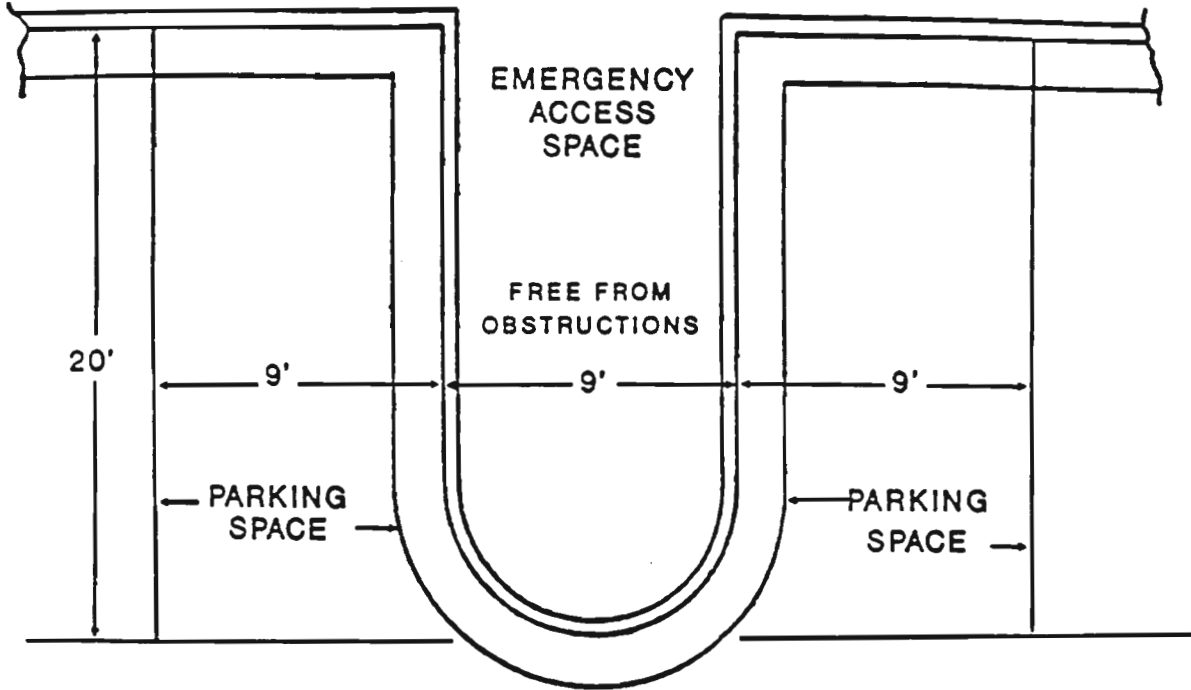 EMERGENCY
ACCESS
SPACE
FREE FROM
OBSTRUCTIONS
20'
9'
9'
9'
PARKING
SPACE
PARKING
SPACE